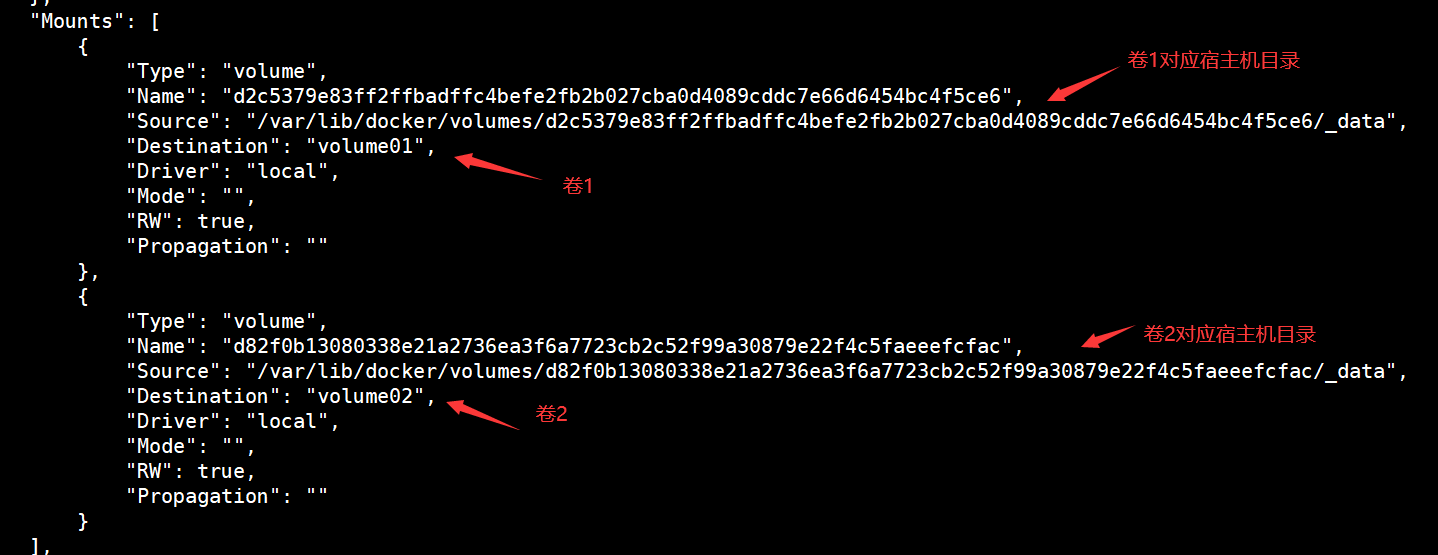 },
"Mounts": [
{
"Type": "volume",
卷1对应宿主机目录
"Name": "d2c5379e83ff2ffbadffc4befe2fb2b027cba0d4089cddc7e66d6454bc4f5ce6",
"Source": "/var/lib/docker/volumes/d2c5379e83ff2ffbadffc4befe2fb2b027cba0d4089cddc7e66d6454bc4f5ce6/_data",
"Destination": "volume01",
"Driver": "local",
卷1
"Mode": "",
"RW": true,
"Propagation": ""
},
{
"Type": "volume",
卷2对应宿主机目录
"Name": "d82f0b13080338e21a2736ea3f6a7723cb2c52f99a30879e22f4c5faeeefcfac",
"Source": "/var/lib/docker/volumes/d82f0b13080338e21a2736ea3f6a7723cb2c52f99a30879e22f4c5faeeefcfac/_data",
"Destination": "volume02",
卷2
"Driver": "local",
"Mode": "",
"RW": true,
"Propagation": ""
}
],